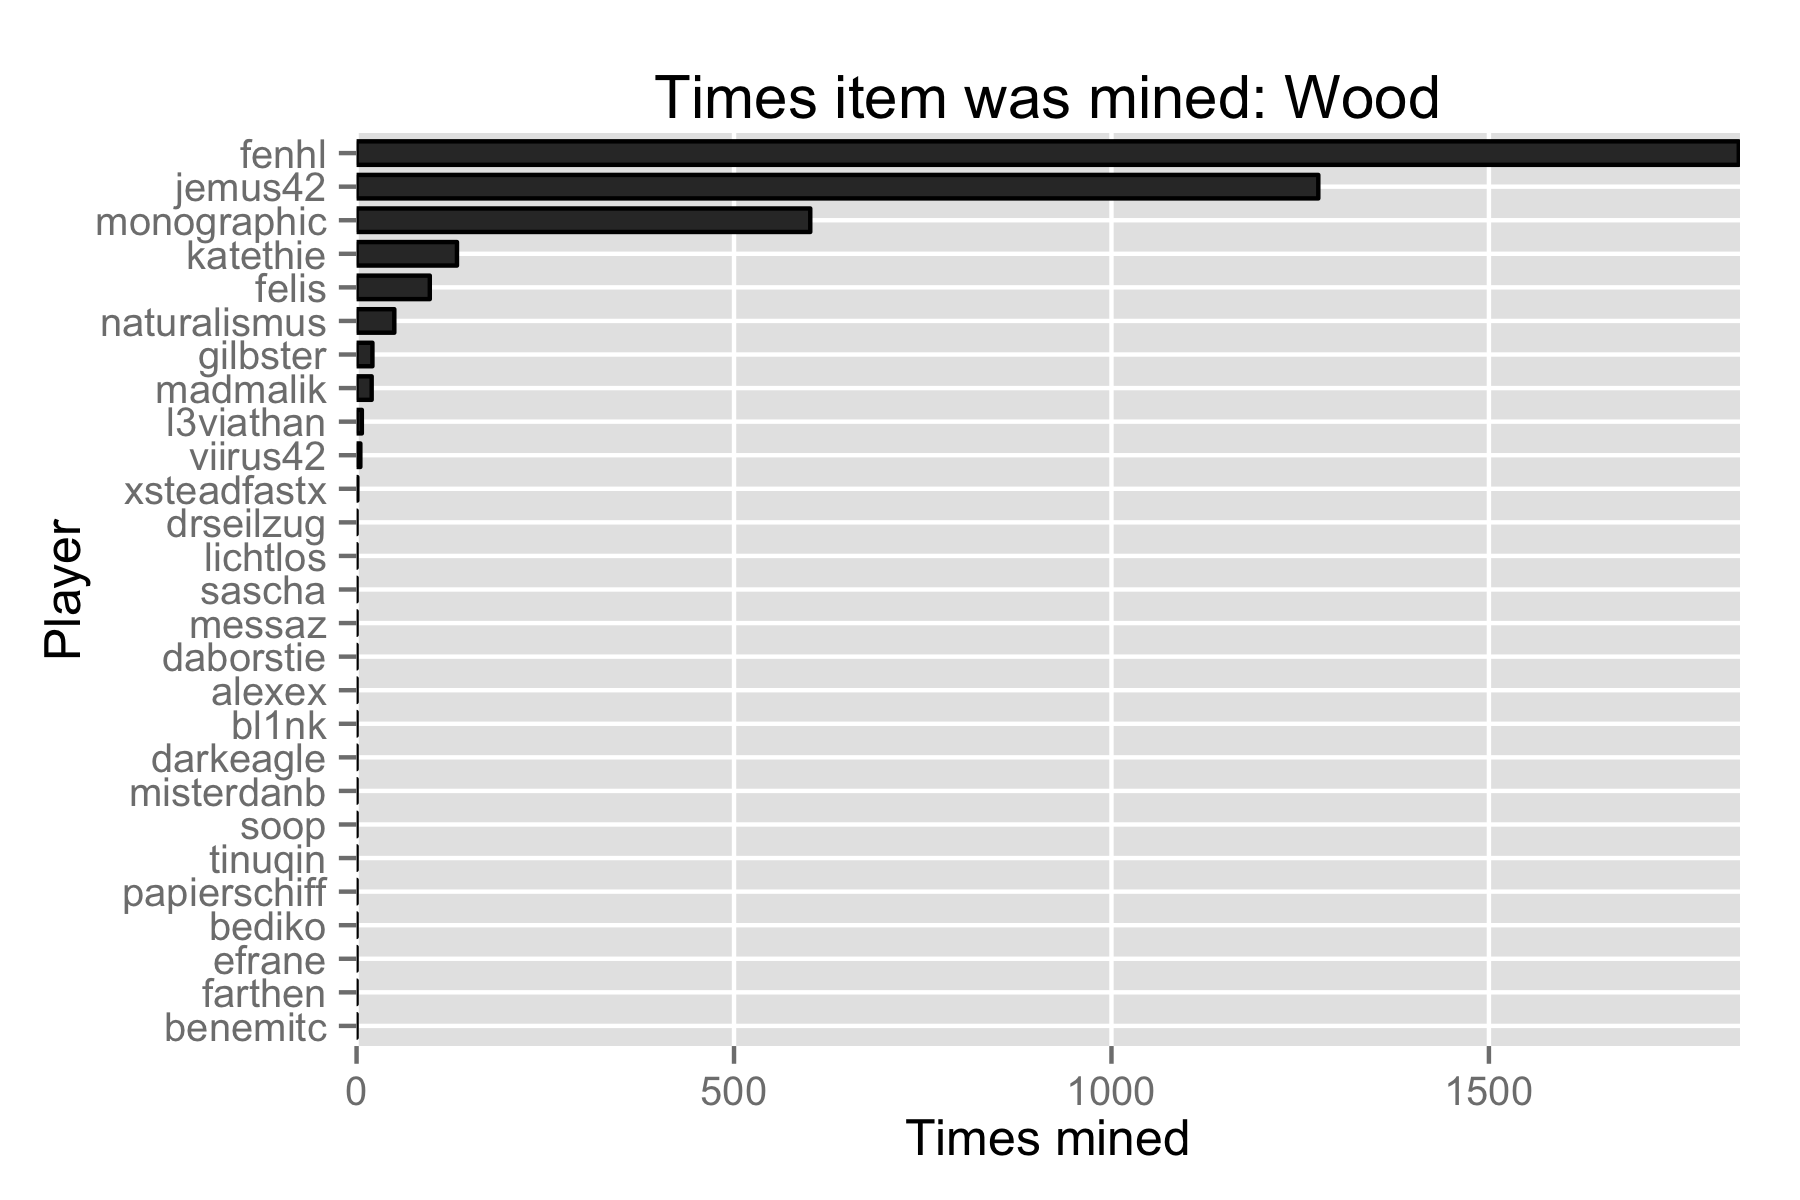 Times item was mined: Wood
fenhl
jemus42
monographic
katethie
felis
naturalismus
gilbster
madmalik
l3viathan
viirus42
xsteadfastx
drseilzug
lichtlos
sascha
messaz
daborstie
alexex
bl1nk
darkeagle
misterdanb
soop
tinuqin
papierschiff
bediko
efrane
farthen
benemitc
Player
0 500 1000 1500
Times mined